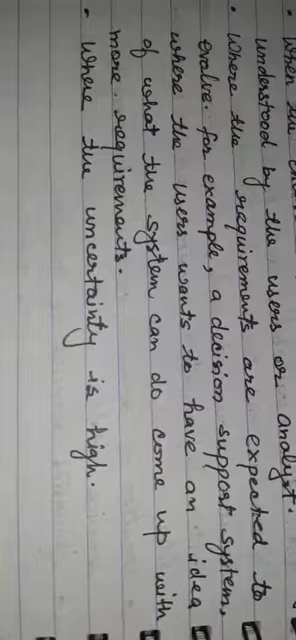 • When the
understood by the users or analyst.
• Where the requirements are expected to
evolve. for example, a decision support system,
where the users wants to have an idea
of what the system can do come up with
more requirements.
• Where the uncertainty is high.